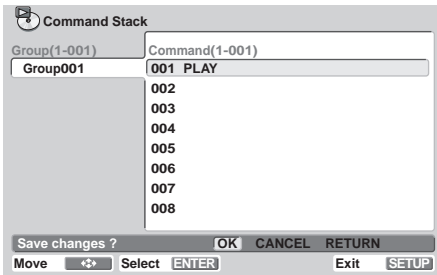 Command Stack
Group(1-001) Command(1-001)
Group001 001 PLAY
002
003
004
005
006
007
008
Save changes ? OK CANCEL RETURN
Move Select ENTER Exit SETUP